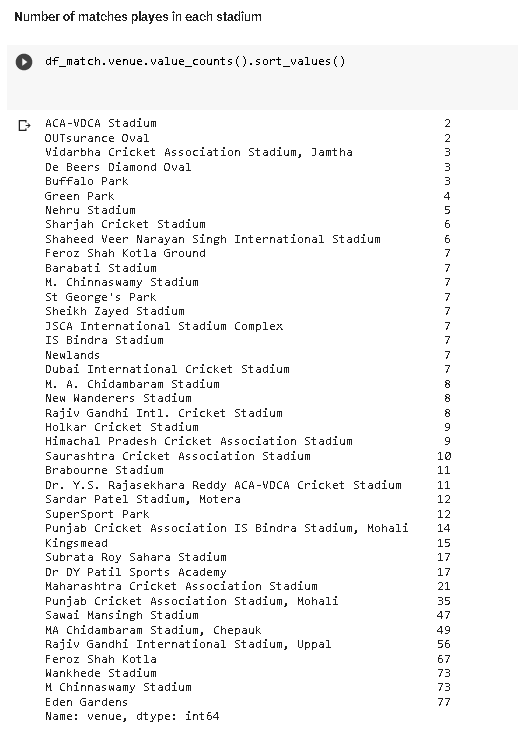 Number of matches playes in each stadium
df_match.venue.value_counts().sort_values()
ACA-VDCA Stadium 2
OUTsurance Oval 2
Vidarbha Cricket Association Stadium, Jamtha 3
De Beers Diamond Oval 3
Buffalo Park 3
Green Park 4
Nehru Stadium 5
Sharjah Cricket Stadium 6
Shaheed Veer Narayan Singh International Stadium 6
Feroz Shah Kotla Ground 7
Barabati Stadium 7
M. Chinnaswamy Stadium 7
St George's Park 7
Sheikh Zayed Stadium 7
JSCA International Stadium Complex 7
IS Bindra Stadium 7
Newlands 7
Dubai International Cricket Stadium 7
M. A. Chidambaram Stadium 8
New Wanderers Stadium 8
Rajiv Gandhi Intl. Cricket Stadium 8
Holkar Cricket Stadium 9
Himachal Pradesh Cricket Association Stadium 9
Saurashtra Cricket Association Stadium 10
Brabourne Stadium 11
Dr. Y.S. Rajasekhara Reddy ACA-VDCA Cricket Stadium 11
Sardar Patel Stadium, Motera 12
SuperSport Park 12
Punjab Cricket Association IS Bindra Stadium, Mohali 14
Kingsmead 15
Subrata Roy Sahara Stadium 17
Dr DY Patil Sports Academy 17
Maharashtra Cricket Association Stadium 21
Punjab Cricket Association Stadium, Mohali 35
Sawai Mansingh Stadium 47
MA Chidambaram Stadium, Chepauk 49
Rajiv Gandhi International Stadium, Uppal 56
Feroz Shah Kotla 67
Wankhede Stadium 73
M Chinnaswamy Stadium 73
Eden Gardens 77
Name: venue, dtype: int64